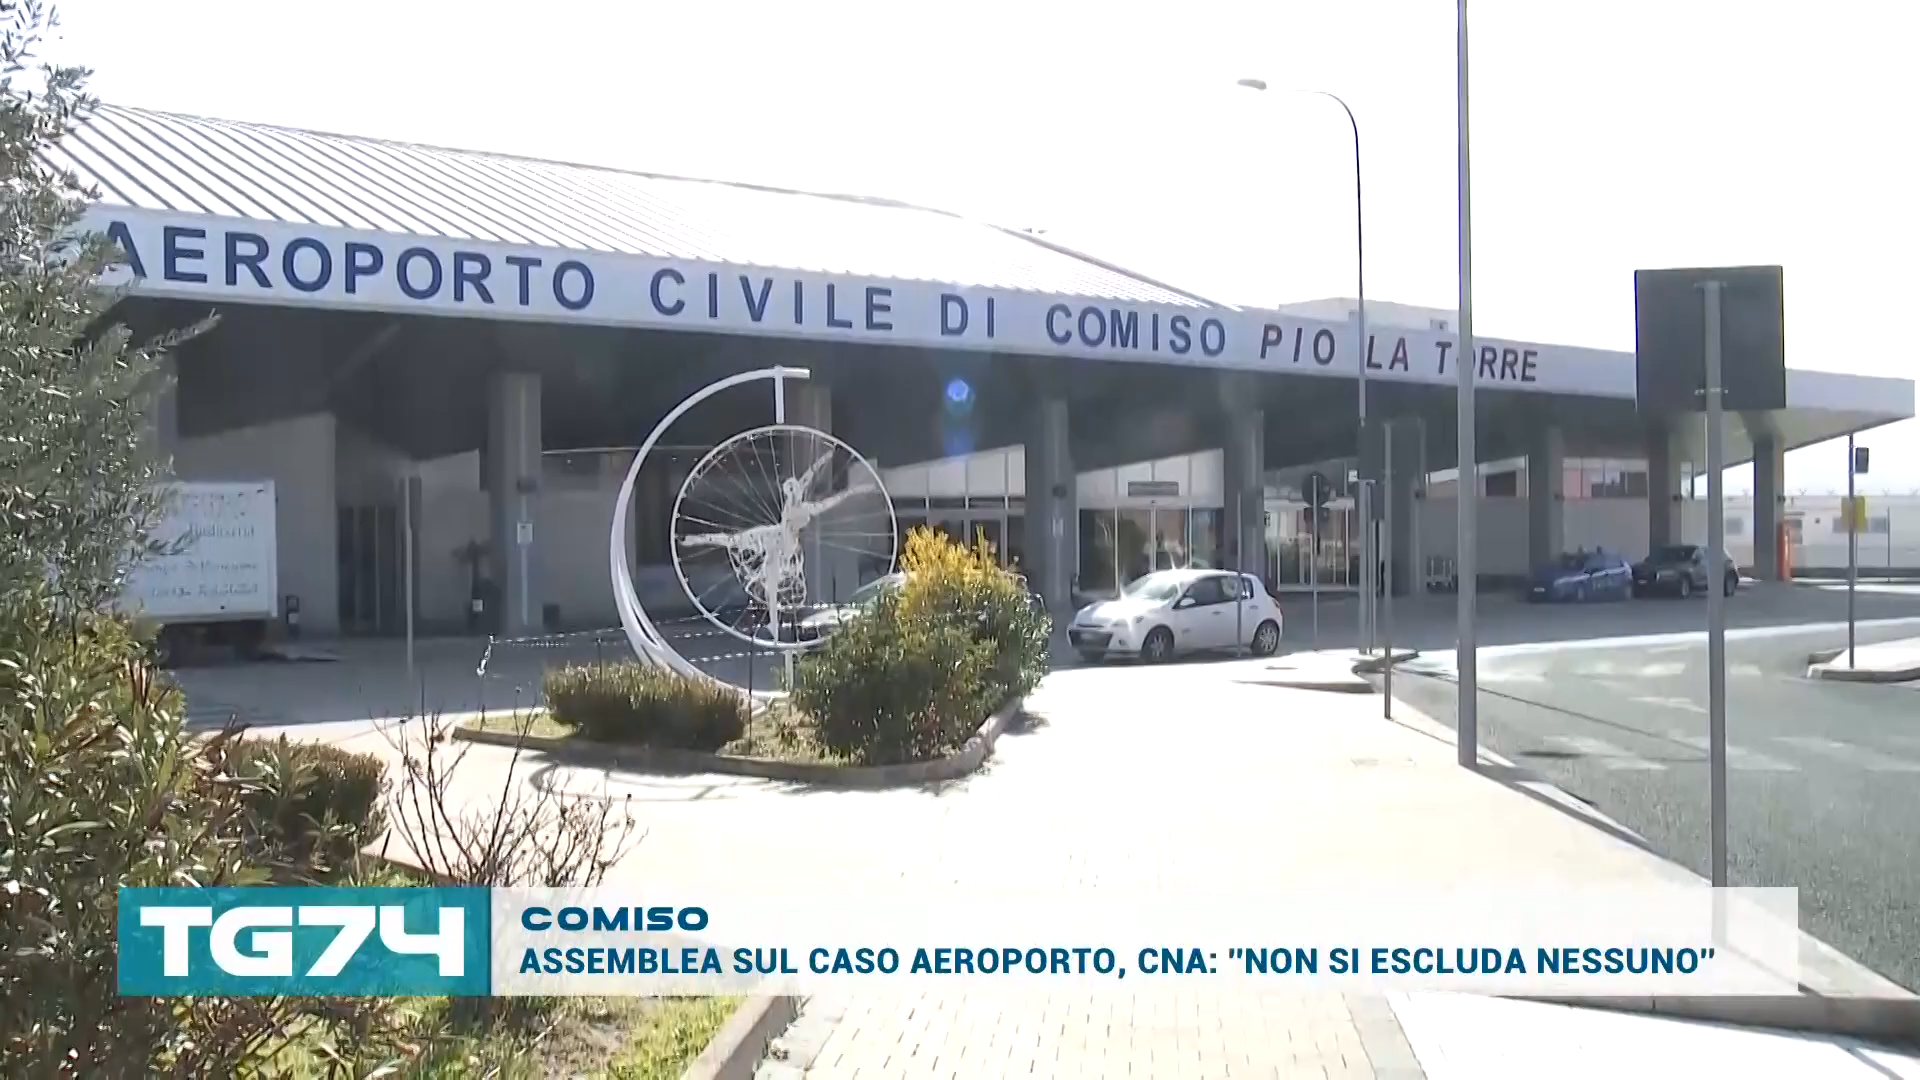 AEROPORTO CIVILE DI COMISO PIO LA TORRE
TG74
COMISO
ASSEMBLEA SUL CASO AEROPORTO, CNA: "NON SI ESCLUDA NESSUNO"